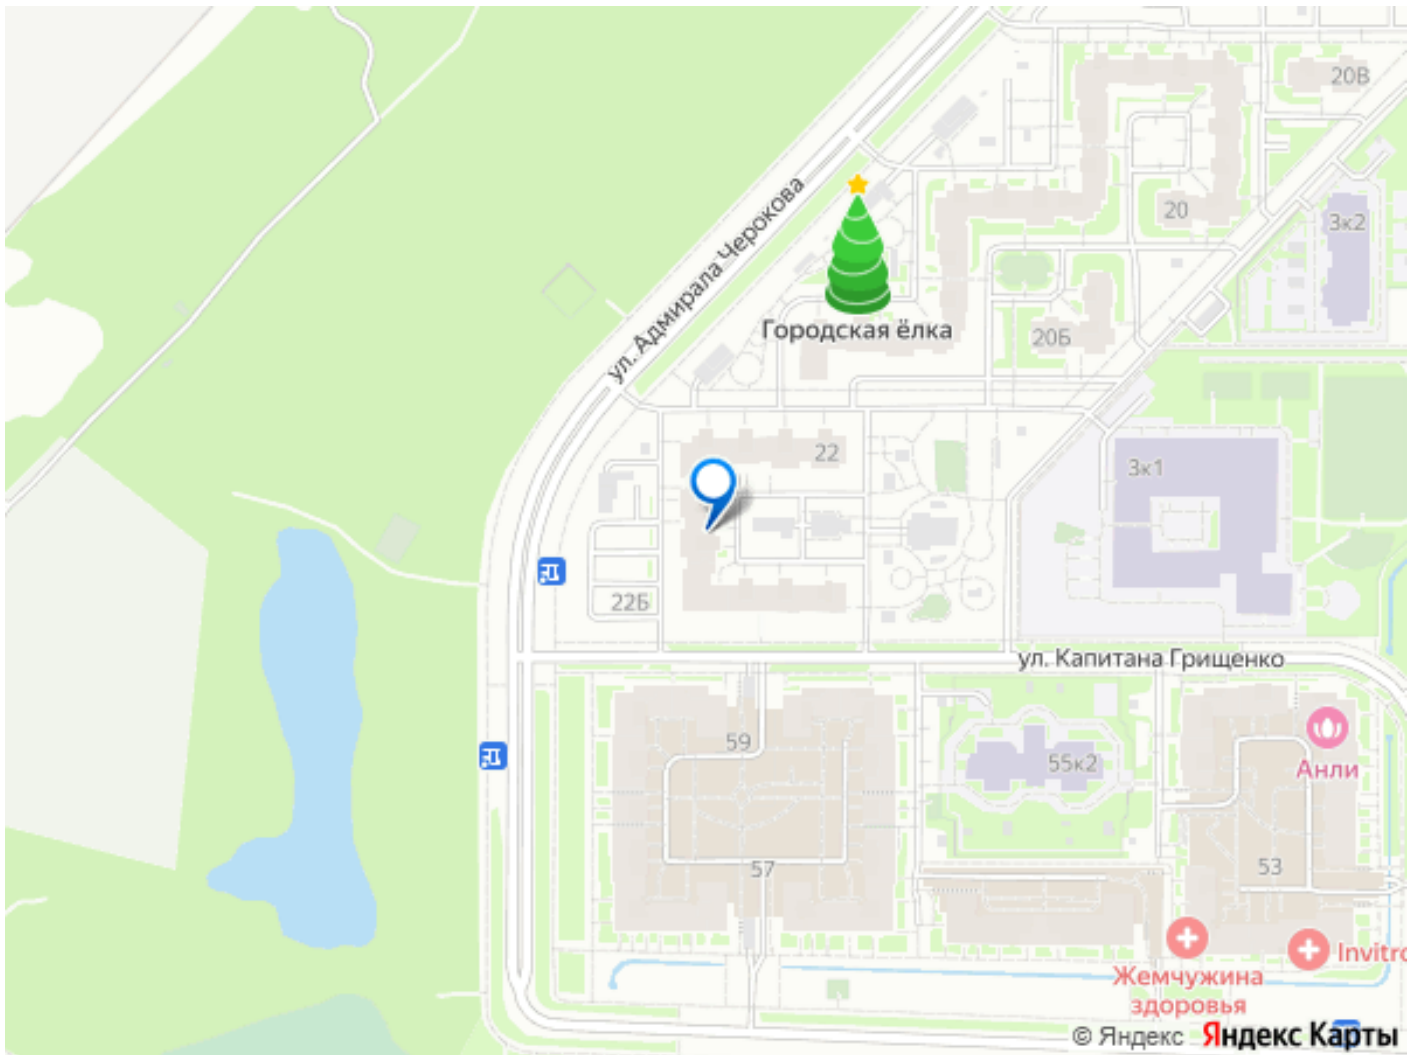 20В
ул. Адмирала Черокова
20
3к2
Городская ёлка
20Б
22
3к1
22Б
ул. Капитана Грищенко
59
55к2
Анли
57
53
Invitro
Жемчужина
здоровья
© Яндекс Яндекс Карты